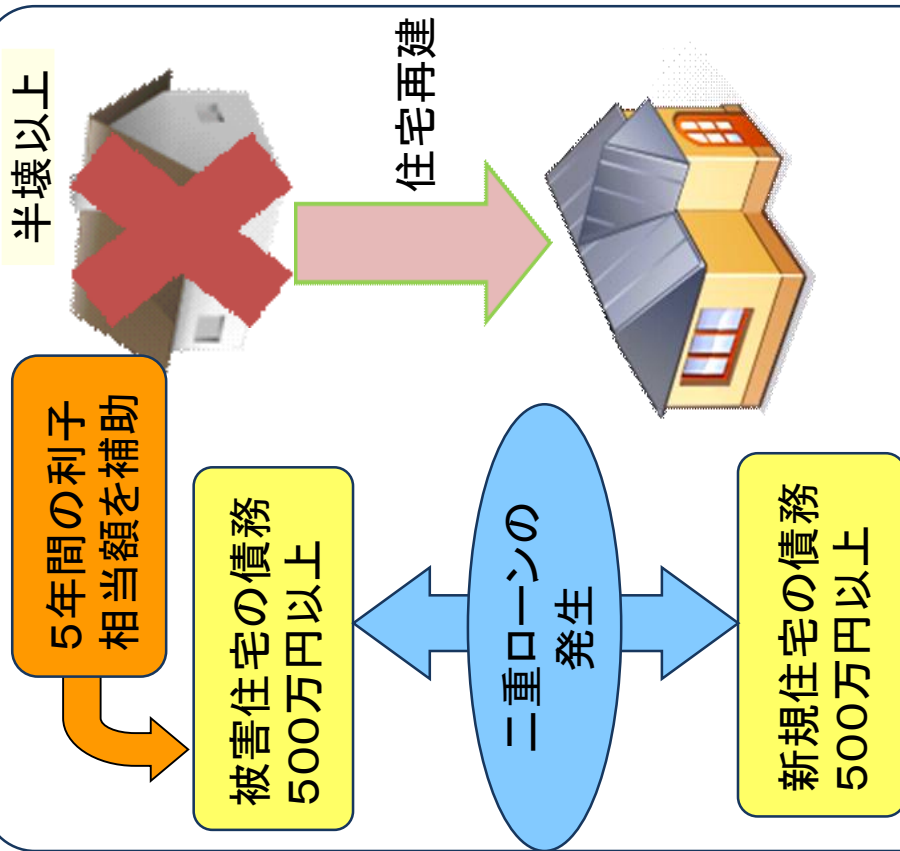 半壊以上
住宅再建
５年間の利子
相当額を補助
被害住宅の債務
５００万円以上
二重ローンの
発生
新規住宅の債務
５００万円以上